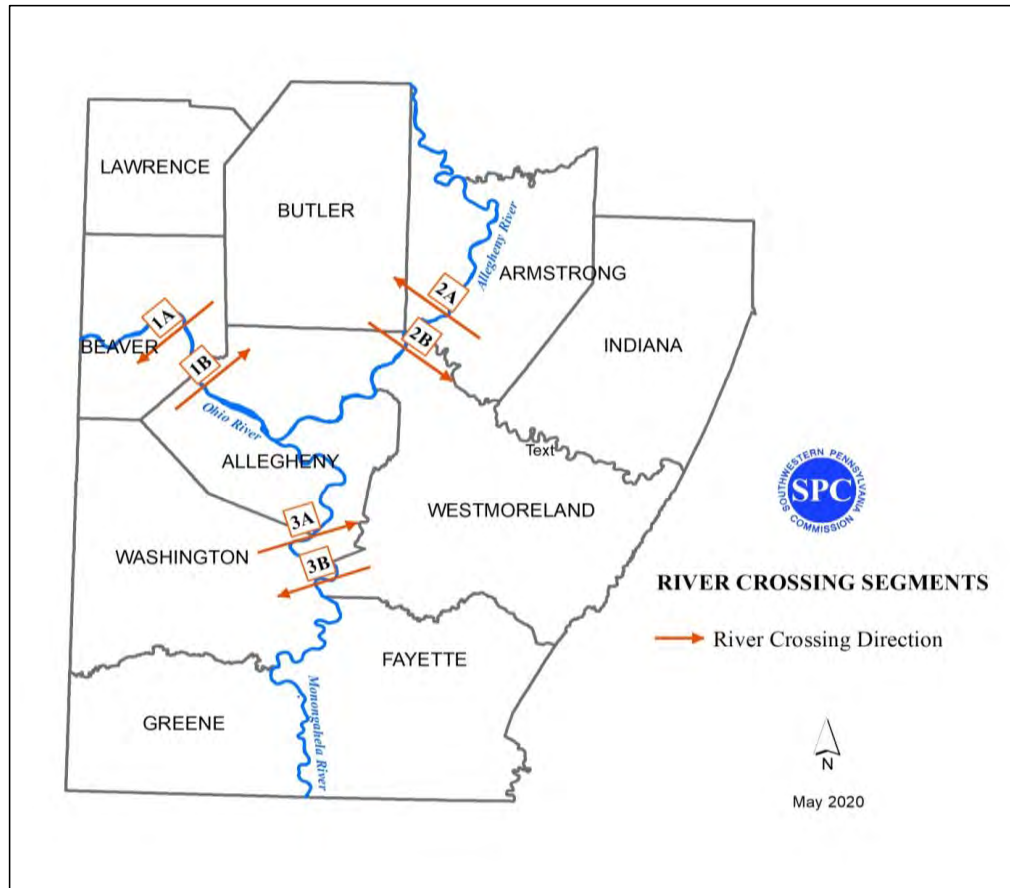 LAWRENCE
BUTLER
Allegheny River
ARMSTRONG
2A
1A
2B
INDIANA
BEAVER
1B
Ohio River
Text
ALLEGHENY
SOUTHWESTERN PENNSYLVANIA
SPC
COMMISSION
WESTMORELAND
3A
WASHINGTON
3B
RIVER CROSSING SEGMENTS
River Crossing Direction
FAYETTE
GREENE
Monongahela River
N
May 2020